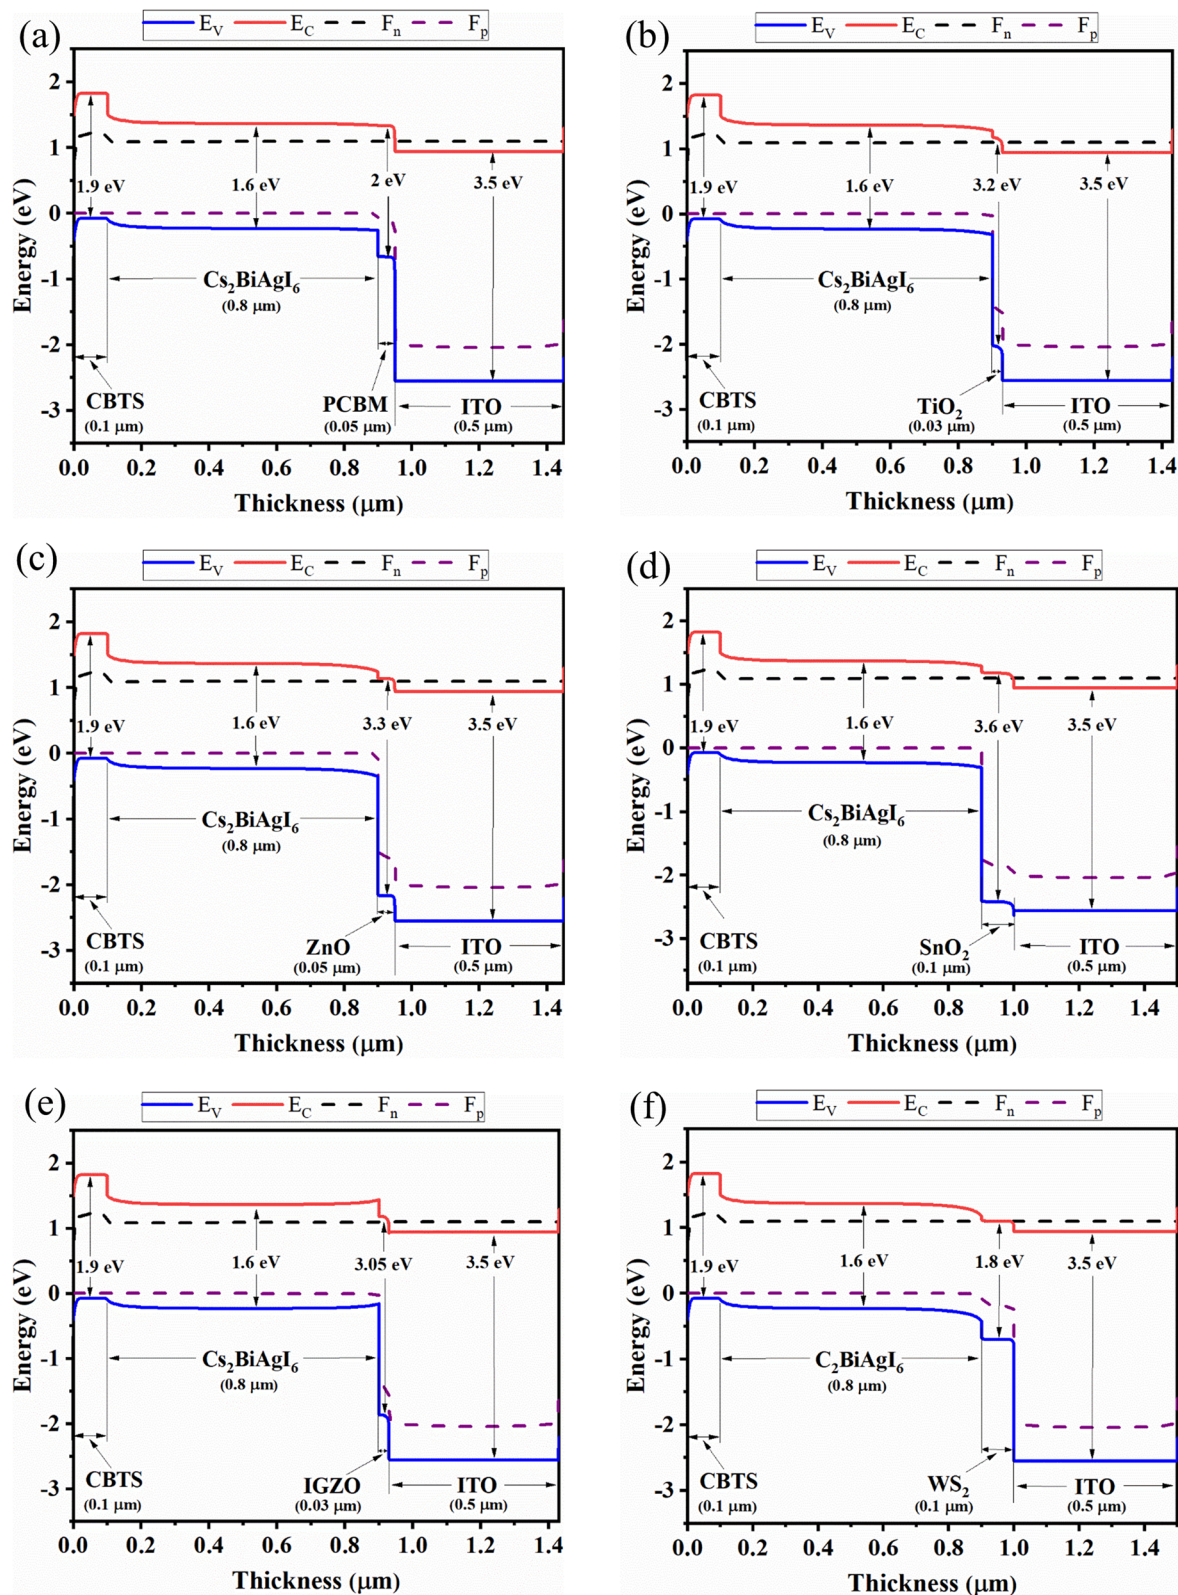 (a)
E_V E_C F_n F_p
Energy (eV)
2
1
0
-1
-2
-3
1.9 eV
1.6 eV
2 eV
3.5 eV
Cs₂BiAgI₆
(0.8 μm)
CBTS
(0.1 μm)
PCBM
(0.05 μm)
ITO
(0.5 μm)
0.0 0.2 0.4 0.6 0.8 1.0 1.2 1.4
Thickness (μm)
(b)
E_V E_C F_n F_p
Energy (eV)
2
1
0
-1
-2
-3
1.9 eV
1.6 eV
3.2 eV
3.5 eV
Cs₂BiAgI₆
(0.8 μm)
CBTS
(0.1 μm)
TiO₂
(0.03 μm)
ITO
(0.5 μm)
0.0 0.2 0.4 0.6 0.8 1.0 1.2 1.4
Thickness (μm)
(c)
E_V E_C F_n F_p
Energy (eV)
2
1
0
-1
-2
-3
1.9 eV
1.6 eV
3.3 eV
3.5 eV
Cs₂BiAgI₆
(0.8 μm)
CBTS
(0.1 μm)
ZnO
(0.05 μm)
ITO
(0.5 μm)
0.0 0.2 0.4 0.6 0.8 1.0 1.2 1.4
Thickness (μm)
(d)
E_V E_C F_n F_p
Energy (eV)
2
1
0
-1
-2
-3
1.9 eV
1.6 eV
3.6 eV
3.5 eV
Cs₂BiAgI₆
(0.8 μm)
CBTS
(0.1 μm)
SnO₂
(0.1 μm)
ITO
(0.5 μm)
0.0 0.2 0.4 0.6 0.8 1.0 1.2 1.4
Thickness (μm)
(e)
E_V E_C F_n F_p
Energy (eV)
2
1
0
-1
-2
-3
1.9 eV
1.6 eV
3.05 eV
3.5 eV
Cs₂BiAgI₆
(0.8 μm)
CBTS
(0.1 μm)
IGZO
(0.03 μm)
ITO
(0.5 μm)
0.0 0.2 0.4 0.6 0.8 1.0 1.2 1.4
Thickness (μm)
(f)
E_V E_C F_n F_p
Energy (eV)
2
1
0
-1
-2
-3
1.9 eV
1.6 eV
1.8 eV
3.5 eV
C₂BiAgI₆
(0.8 μm)
CBTS
(0.1 μm)
WS₂
(0.1 μm)
ITO
(0.5 μm)
0.0 0.2 0.4 0.6 0.8 1.0 1.2 1.4
Thickness (μm)